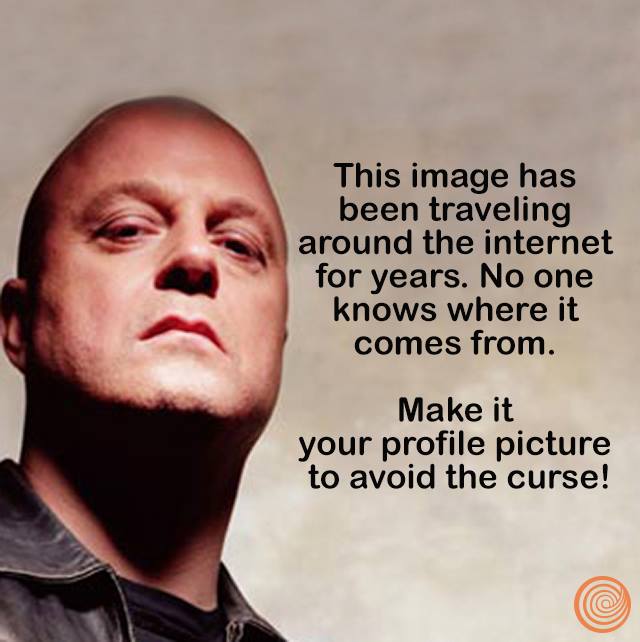 This image has
been traveling
around the internet
for years. No one
knows where it
comes from.
Make it
your profile picture
to avoid the curse!